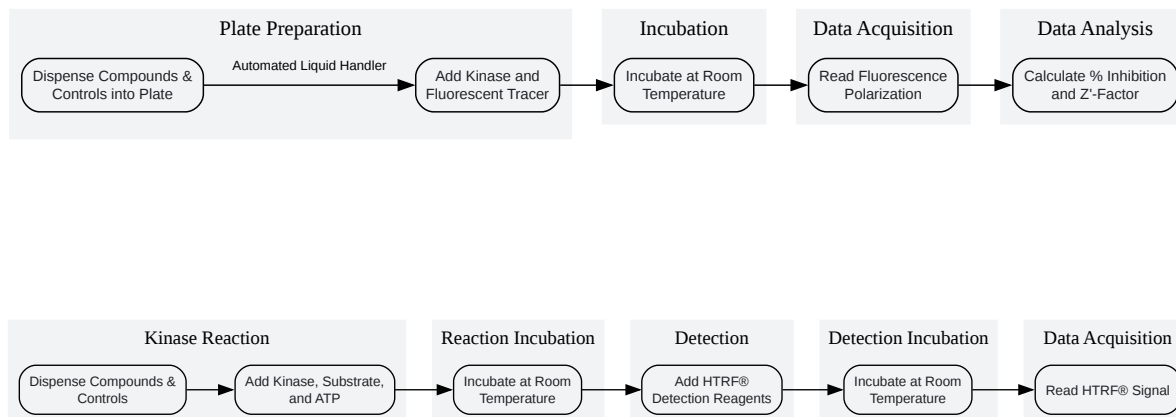 Plate Preparation
Incubation
Data Acquisition
Data Analysis
Dispense Compounds &
Controls into Plate
Automated Liquid Handler
Add Kinase and
Fluorescent Tracer
Incubate at Room
Temperature
Read Fluorescence
Polarization
Calculate % Inhibition
and Z'-Factor
Kinase Reaction
Reaction Incubation
Detection
Detection Incubation
Data Acquisition
Dispense Compounds &
Controls
Add Kinase, Substrate,
and ATP
Incubate at Room
Temperature
Add HTRF®
Detection Reagents
Incubate at Room
Temperature
Read HTRF® Signal